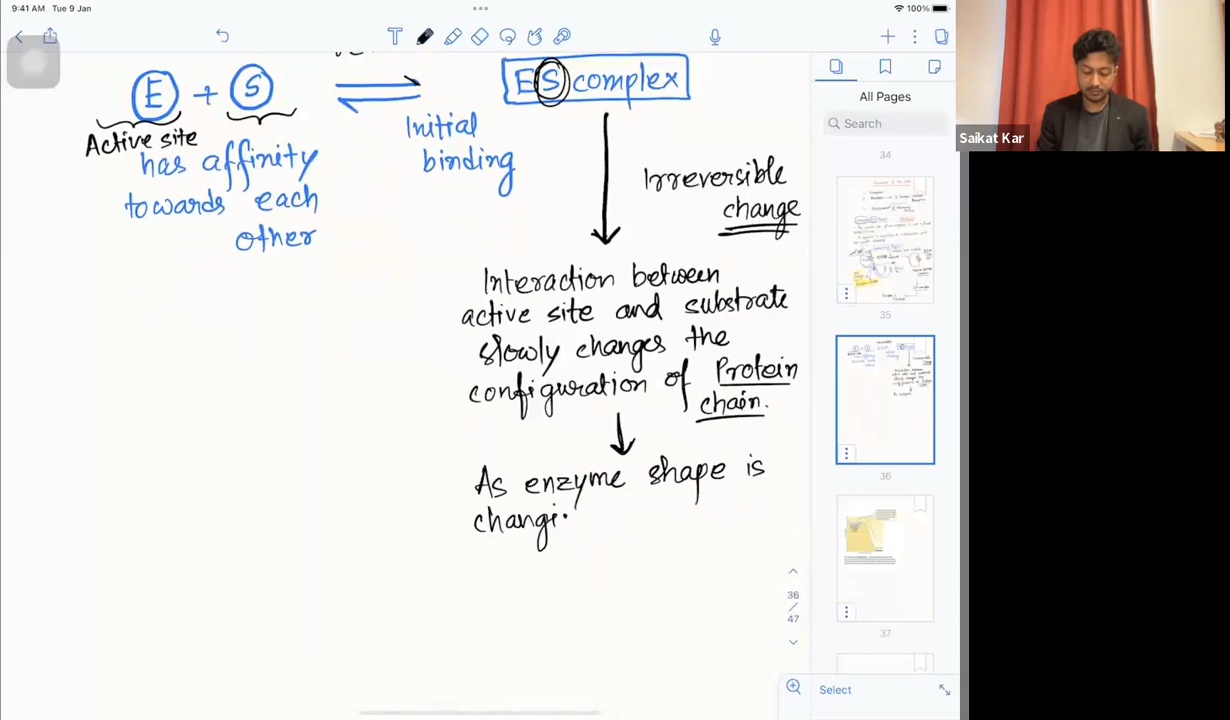 9:41 AM Tue 9 Jan
100%
E + S
ES complex
Active site
has affinity
towards each
other
Initial
binding
Irreversible
change
Interaction between
active site and substrate
slowly changes the
configuration of Protein
chain.
As enzyme shape is
changi
All Pages
Search
34
35
36
37
36
/
47
Select
Saikat Kar